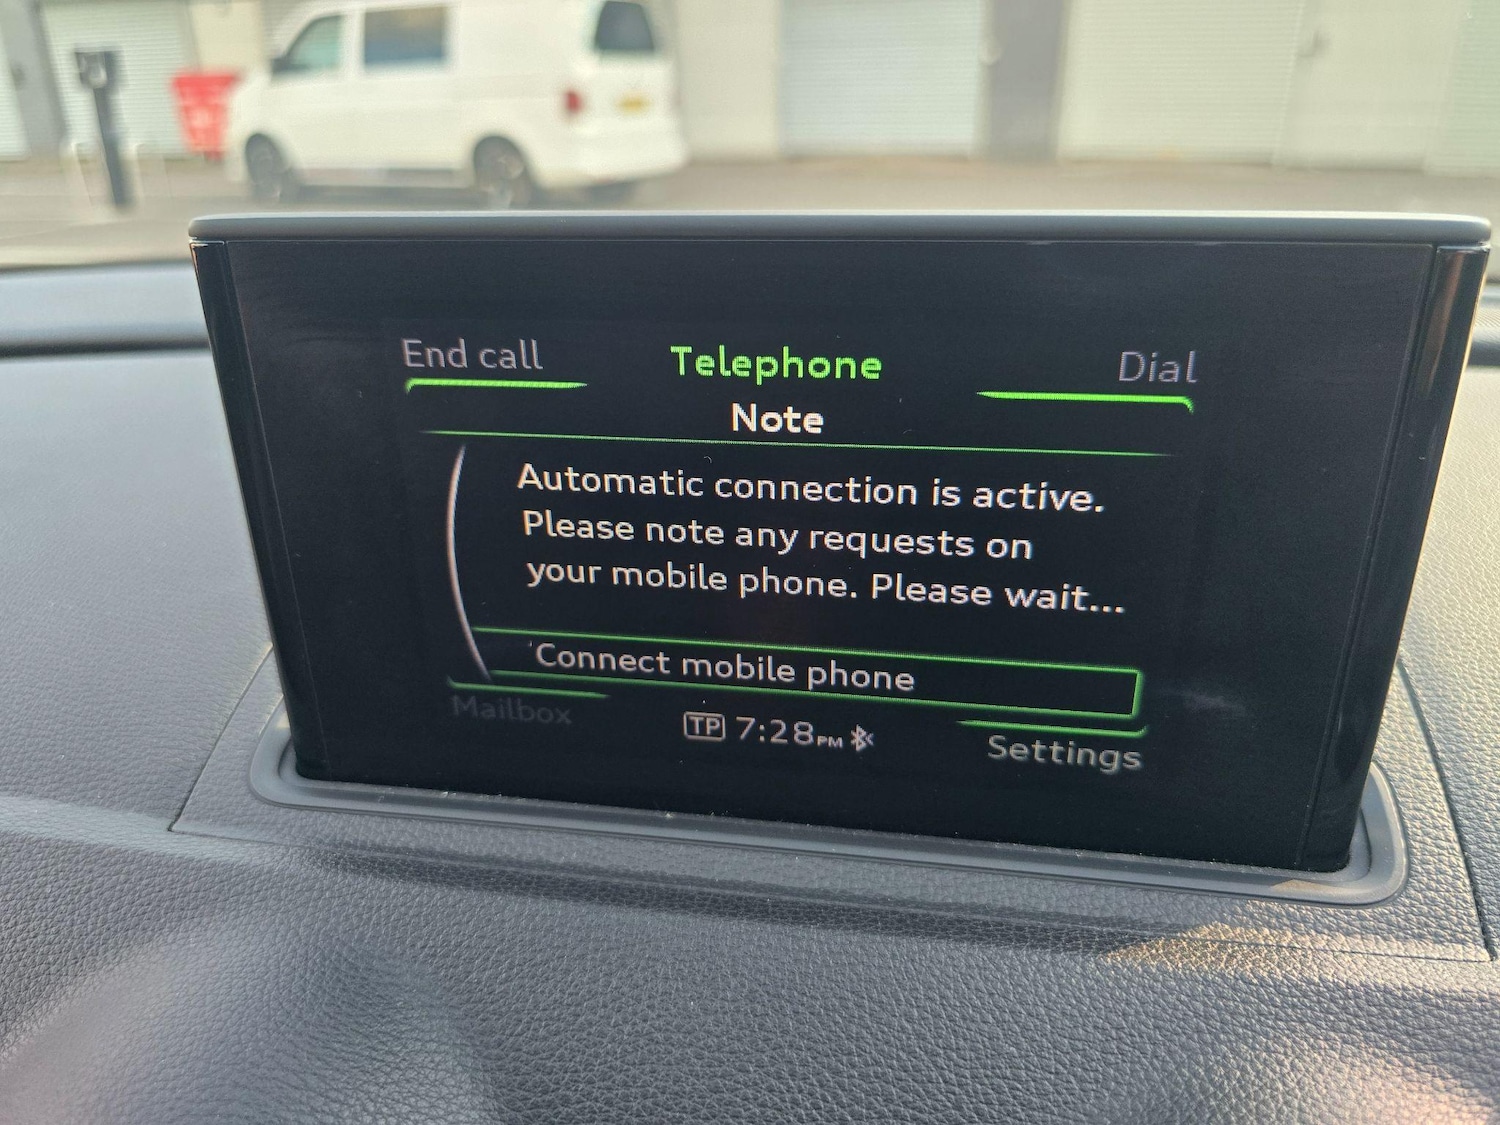 End call Telephone Dial
Note
Automatic connection is active.
Please note any requests on
your mobile phone. Please wait...
Connect mobile phone
Mailbox TP 7:28PM Settings